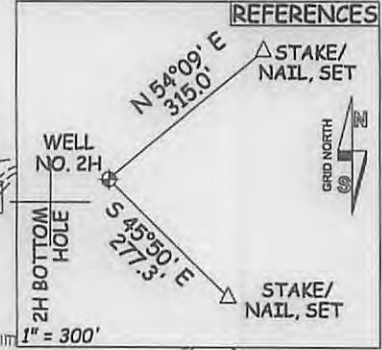 REFERENCES
N 54°09' E
315.0'
STAKE/
NAIL, SET
WELL
NO. 2H
GRID NORTH
N
S
S 45°50' E
277.3'
2H BOTTOM
HOLE
STAKE/
NAIL, SET
1" = 300'